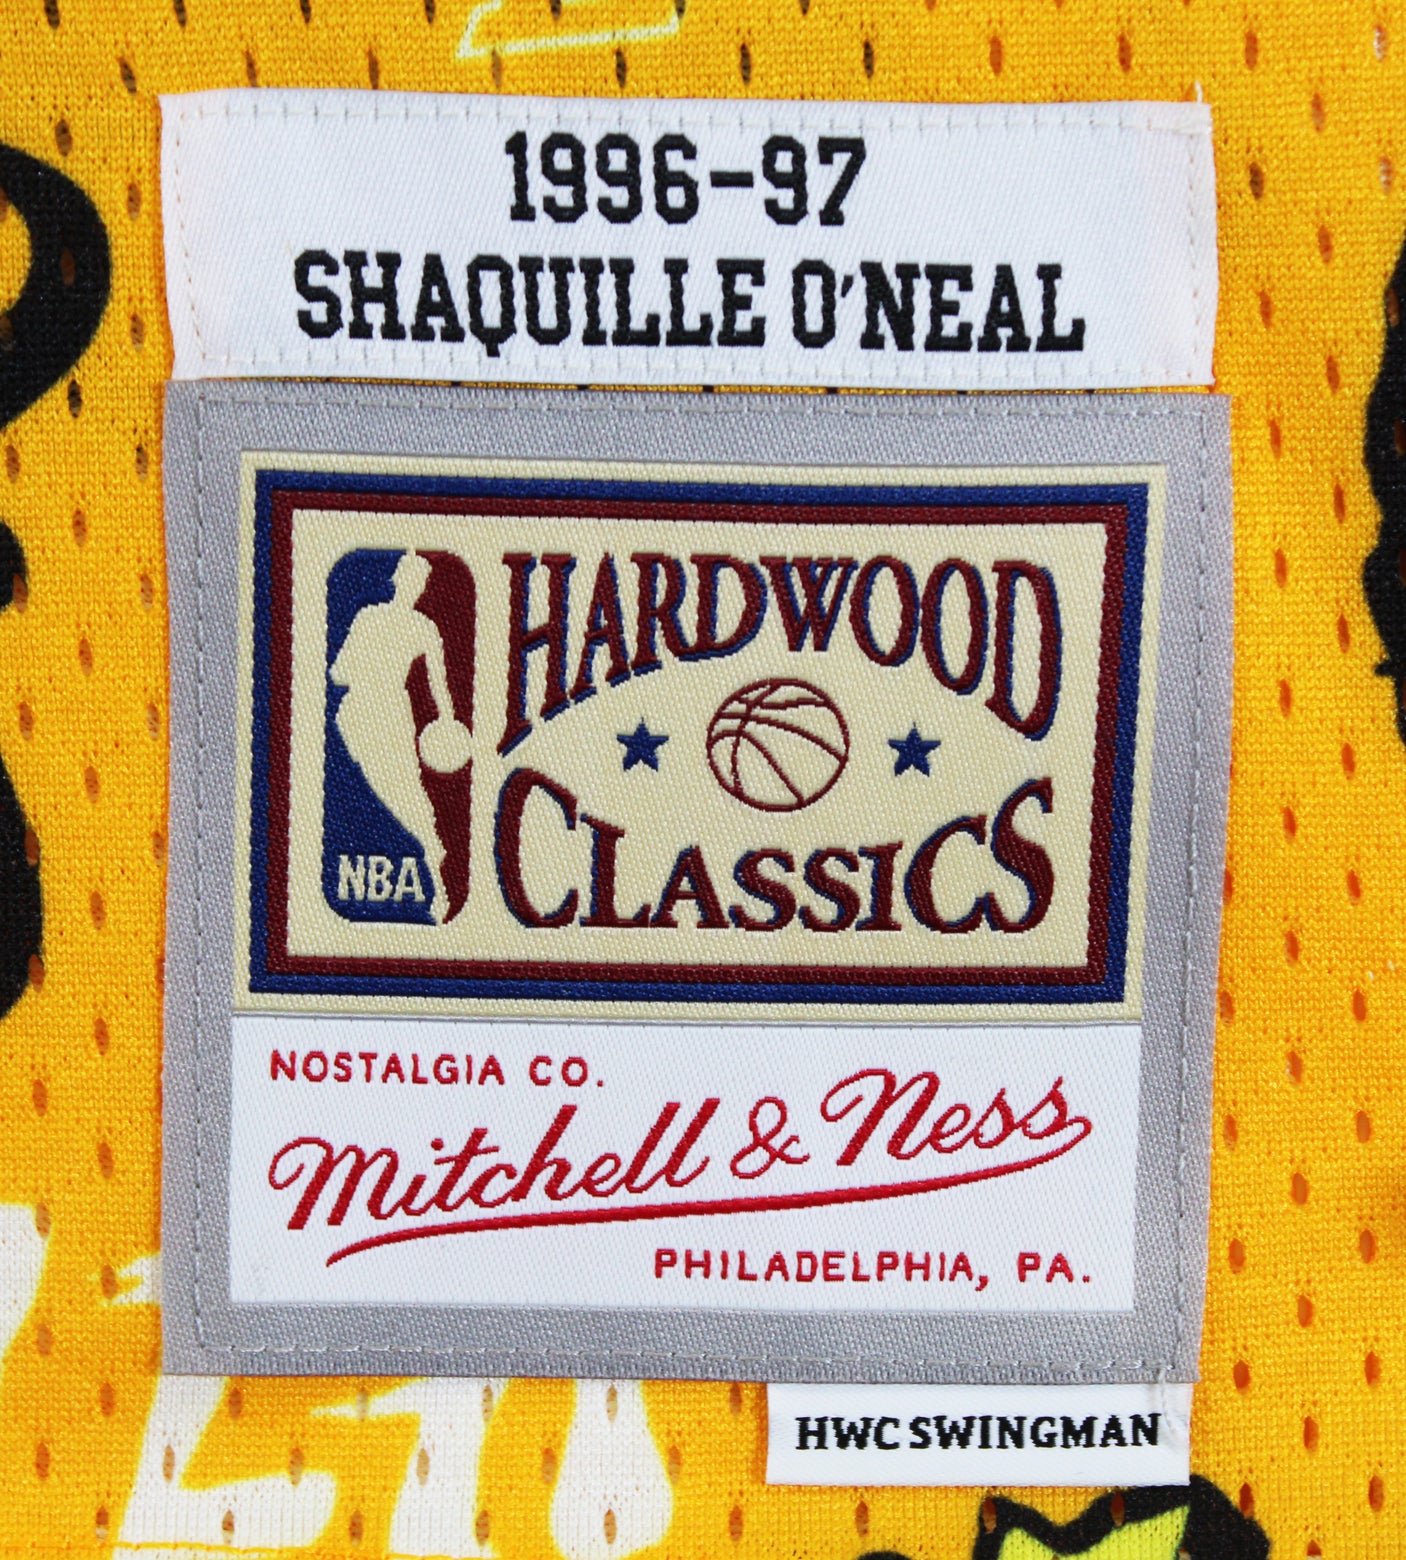 1996-97
SHAQUILLE O'NEAL
HARDWOOD
CLASSICS
NBA
NOSTALGIA CO.
Mitchell & Ness
PHILADELPHIA, PA.
HWC SWINGMAN